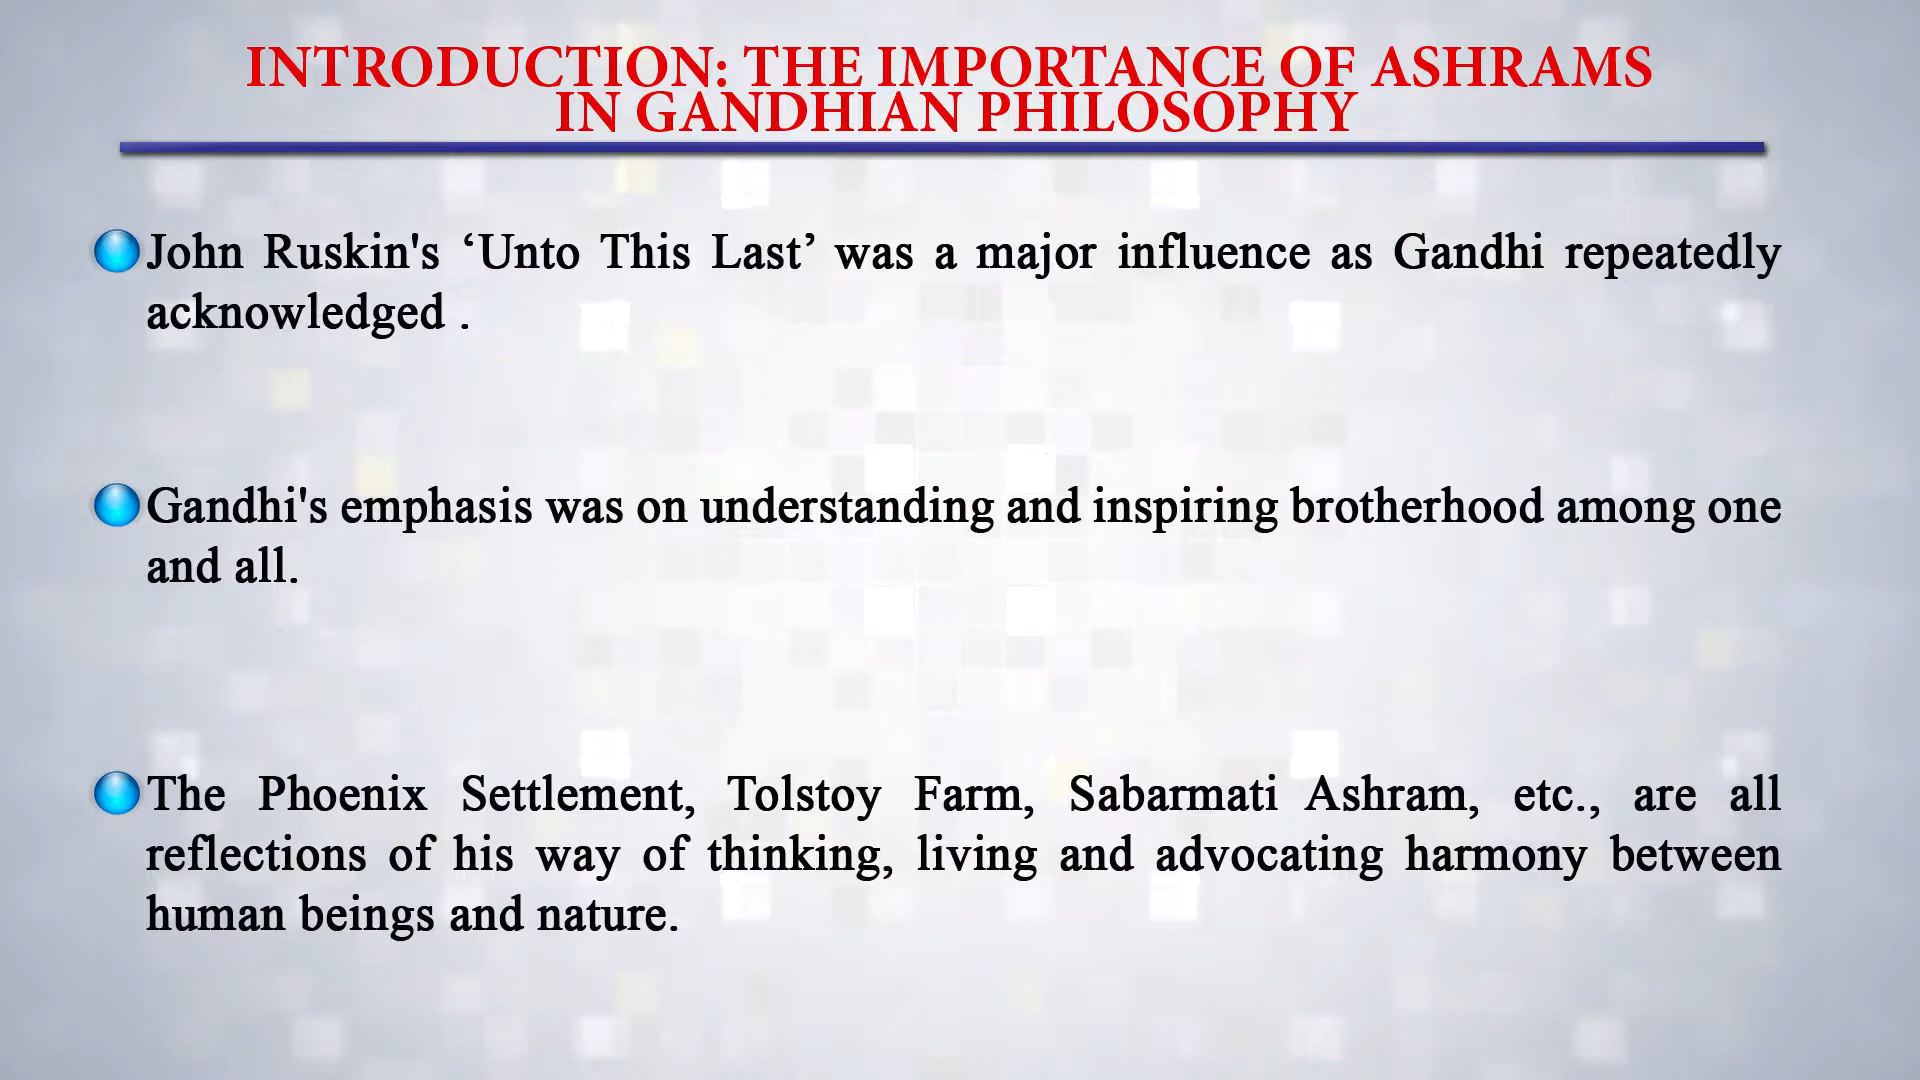 INTRODUCTION: THE IMPORTANCE OF ASHRAMS
IN GANDHIAN PHILOSOPHY
John Ruskin's ‘Unto This Last’ was a major influence as Gandhi repeatedly
acknowledged .
Gandhi's emphasis was on understanding and inspiring brotherhood among one
and all.
The Phoenix Settlement, Tolstoy Farm, Sabarmati Ashram, etc., are all
reflections of his way of thinking, living and advocating harmony between
human beings and nature.